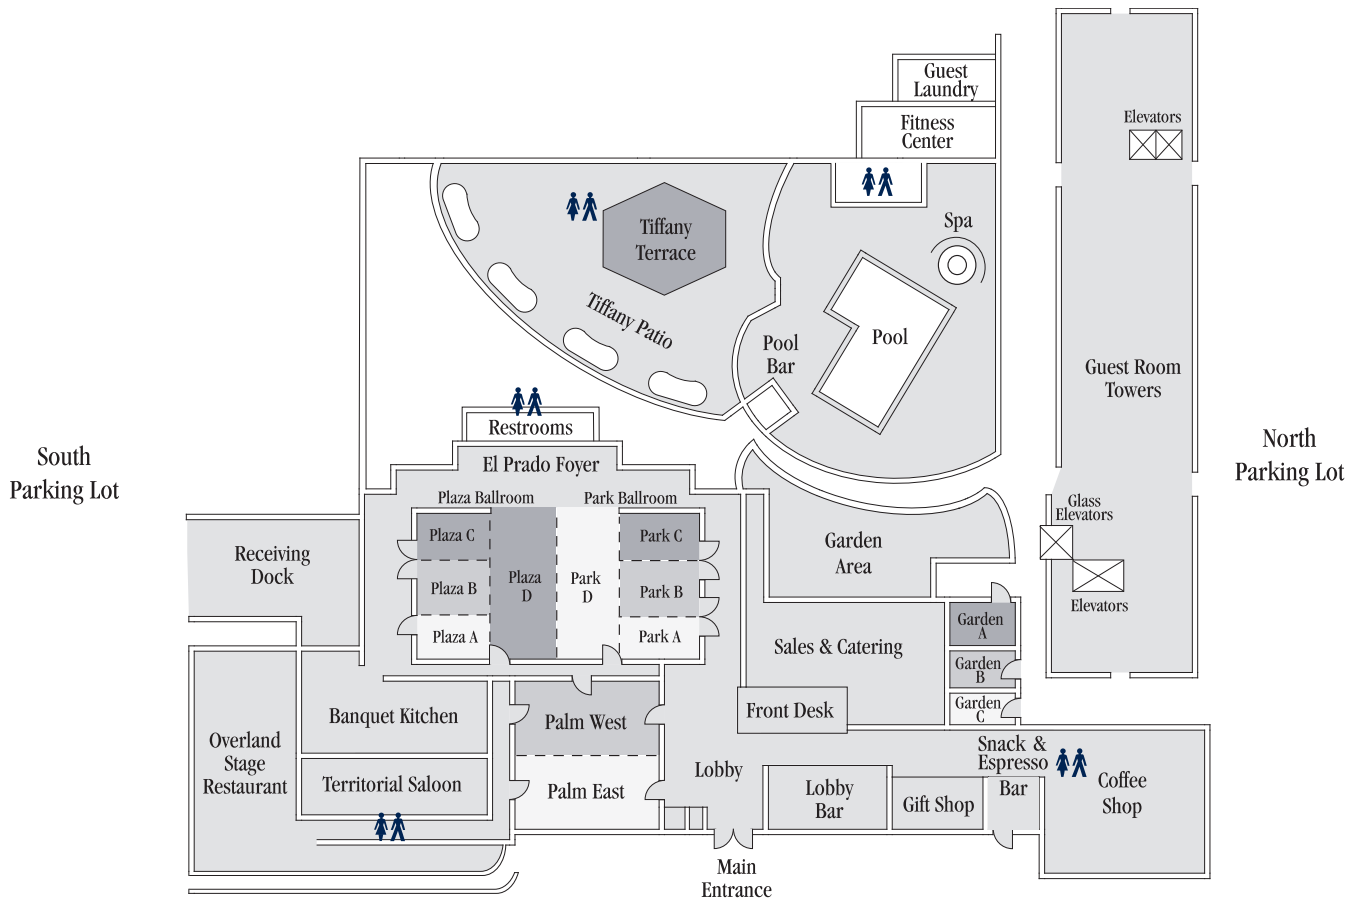 Guest
Laundry
Fitness
Center
Elevators
Spa
Tiffany
Terrace
Tiffany Patio
Pool
Bar
Pool
Guest Room
Towers
Restrooms
South
Parking Lot
North
Parking Lot
El Prado Foyer
Plaza Ballroom
Park Ballroom
Glass
Elevators
Receiving
Dock
Plaza C
Plaza B
Plaza A
Plaza
D
Park
D
Park C
Park B
Park A
Garden
Area
Elevators
Sales & Catering
Garden
A
Garden
B
Garden
C
Banquet Kitchen
Palm West
Front Desk
Overland
Stage
Restaurant
Territorial Saloon
Palm East
Lobby
Lobby
Bar
Gift Shop
Snack &
Espresso
Bar
Coffee
Shop
Main
Entrance